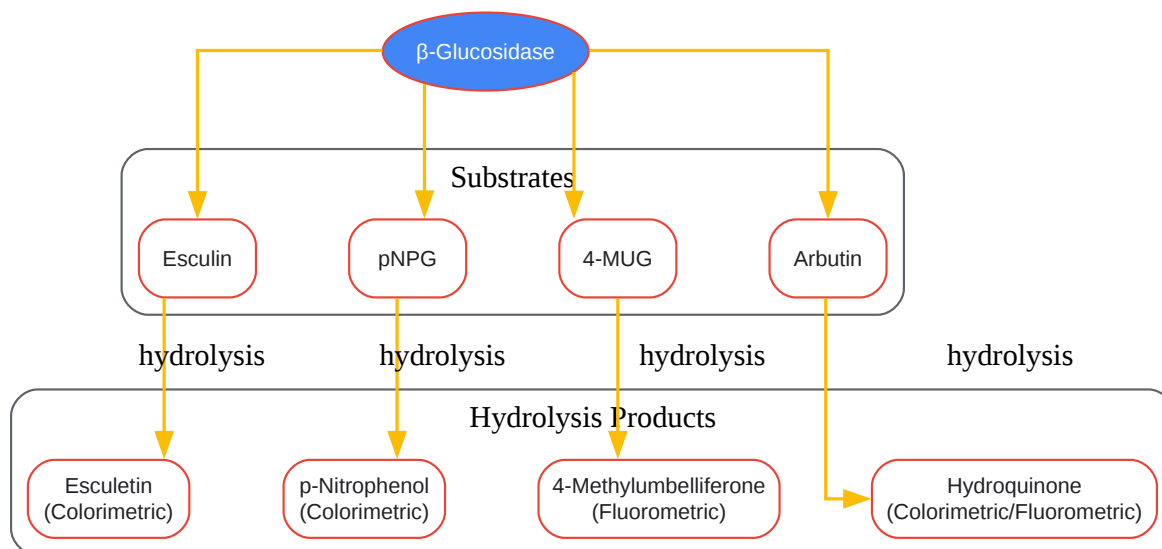 β-Glucosidase
Substrates
Esculin
pNPG
4-MUG
Arbutin
hydrolysis
hydrolysis
hydrolysis
hydrolysis
Hydrolysis Products
Esculetin
(Colorimetric)
p-Nitrophenol
(Colorimetric)
4-Methylumbelliferone
(Fluorometric)
Hydroquinone
(Colorimetric/Fluorometric)